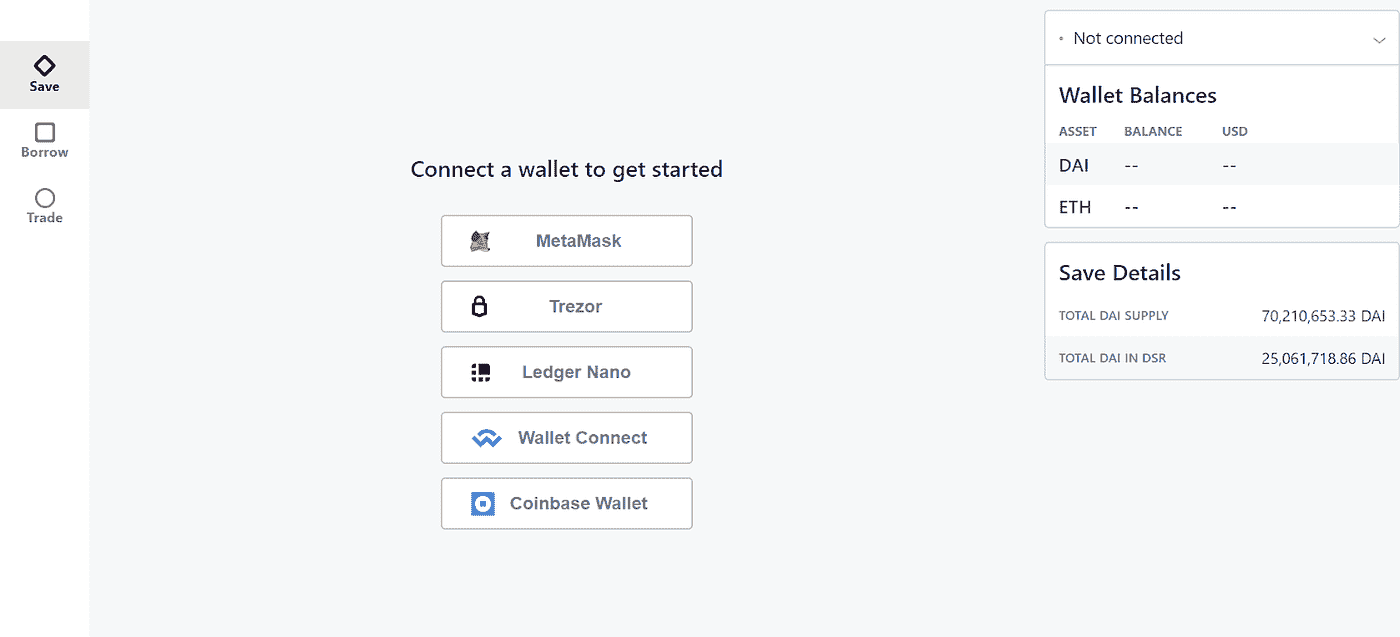 Save
Borrow
Trade
Connect a wallet to get started
MetaMask
Trezor
Ledger Nano
Wallet Connect
Coinbase Wallet
Not connected
Wallet Balances
ASSET BALANCE USD
DAI -- --
ETH -- --
Save Details
TOTAL DAI SUPPLY 70,210,653.33 DAI
TOTAL DAI IN DSR 25,061,718.86 DAI